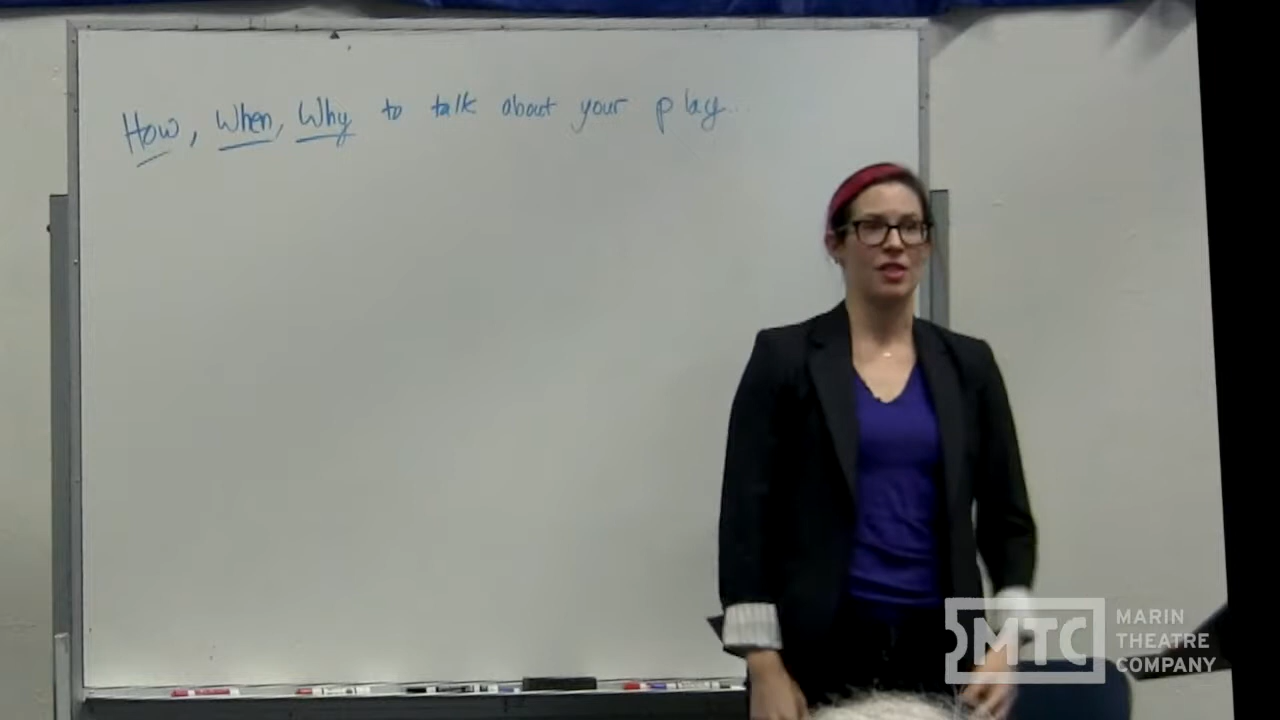 How, When, Why to talk about your play...
MTC
MARIN
THEATRE
COMPANY